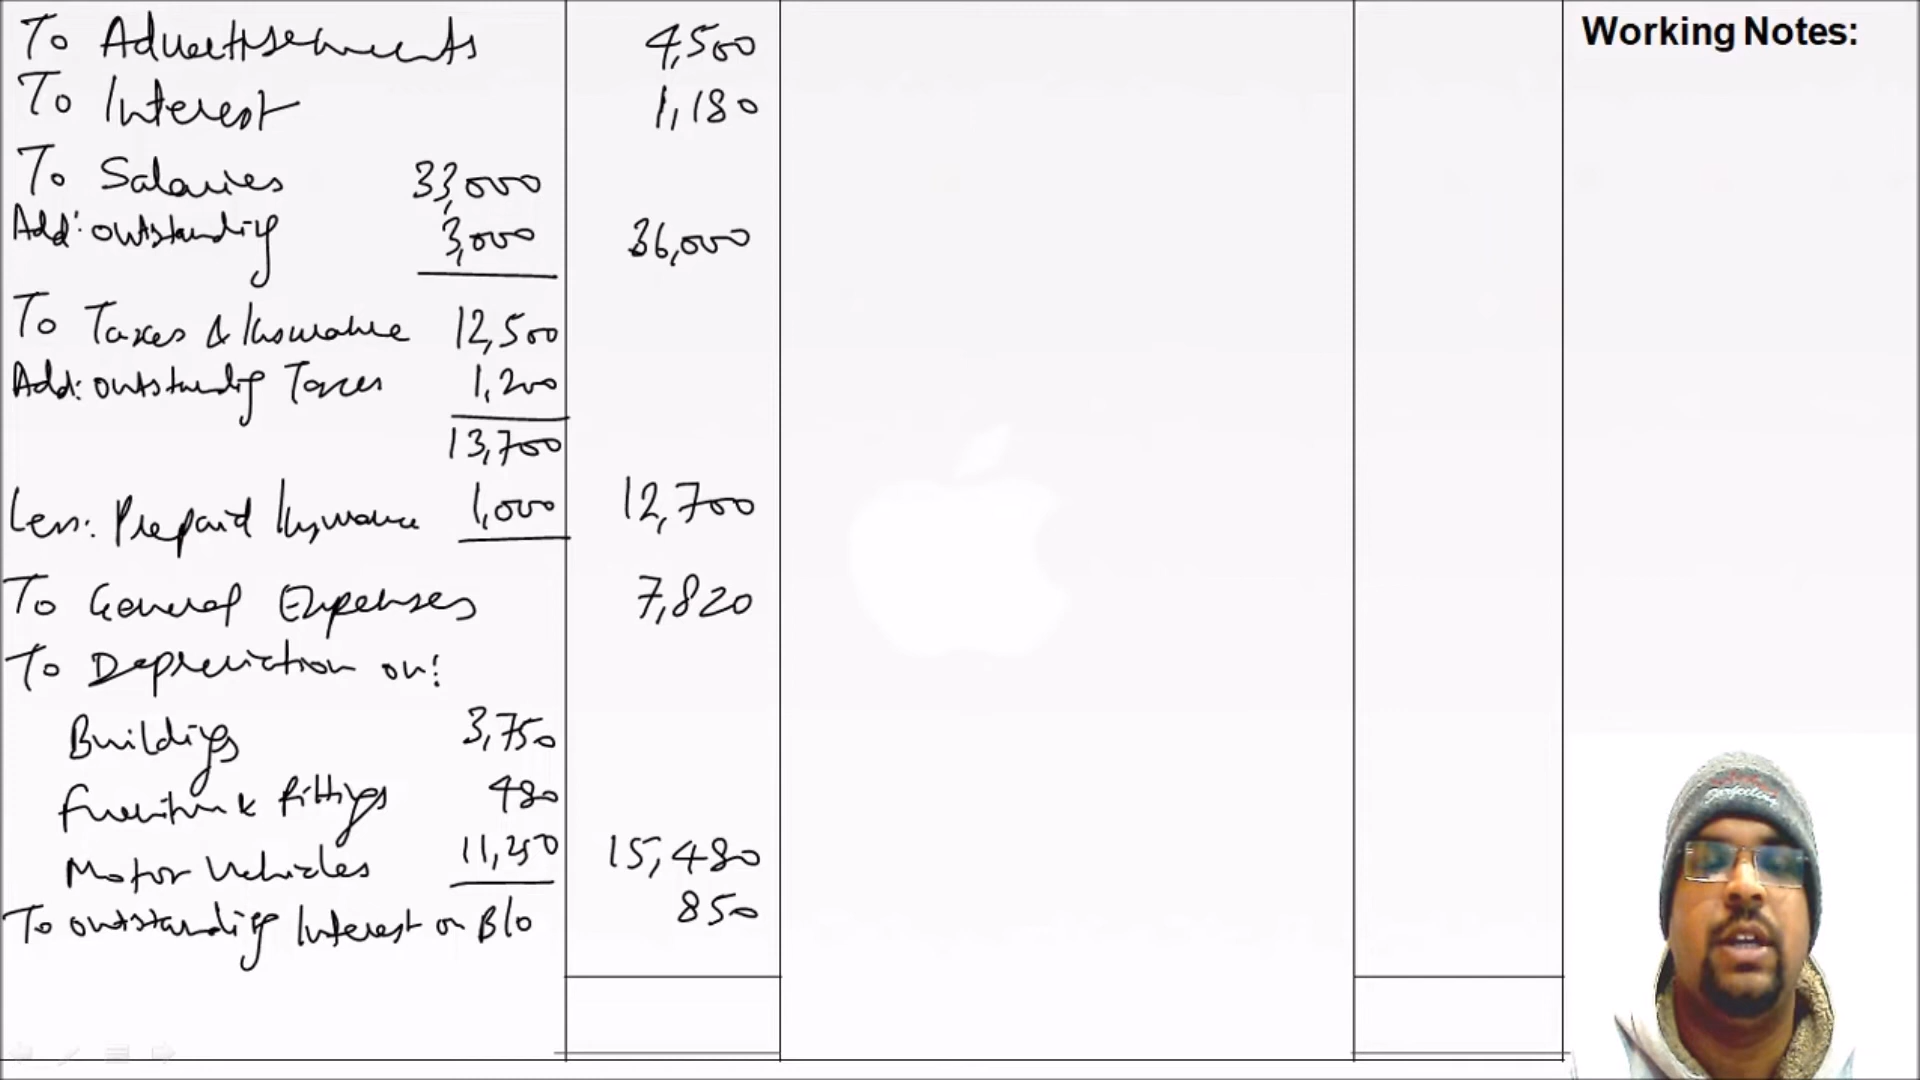 To Advertisements 4,500
To Interest 1,180
To Salaries 33,000
Add: outstanding 3,000 36,000
To Taxes & Insurance 12,500
Add: outstanding Taxes 1,200
13,700
Less: Prepaid Insurance 1,000 12,700
To General Expenses 7,820
To Depreciation on:
Buildings 3,750
Furniture & fittings 480
Motor Vehicles 11,250 15,480
To outstanding Interest on B/O 850
Working Notes: